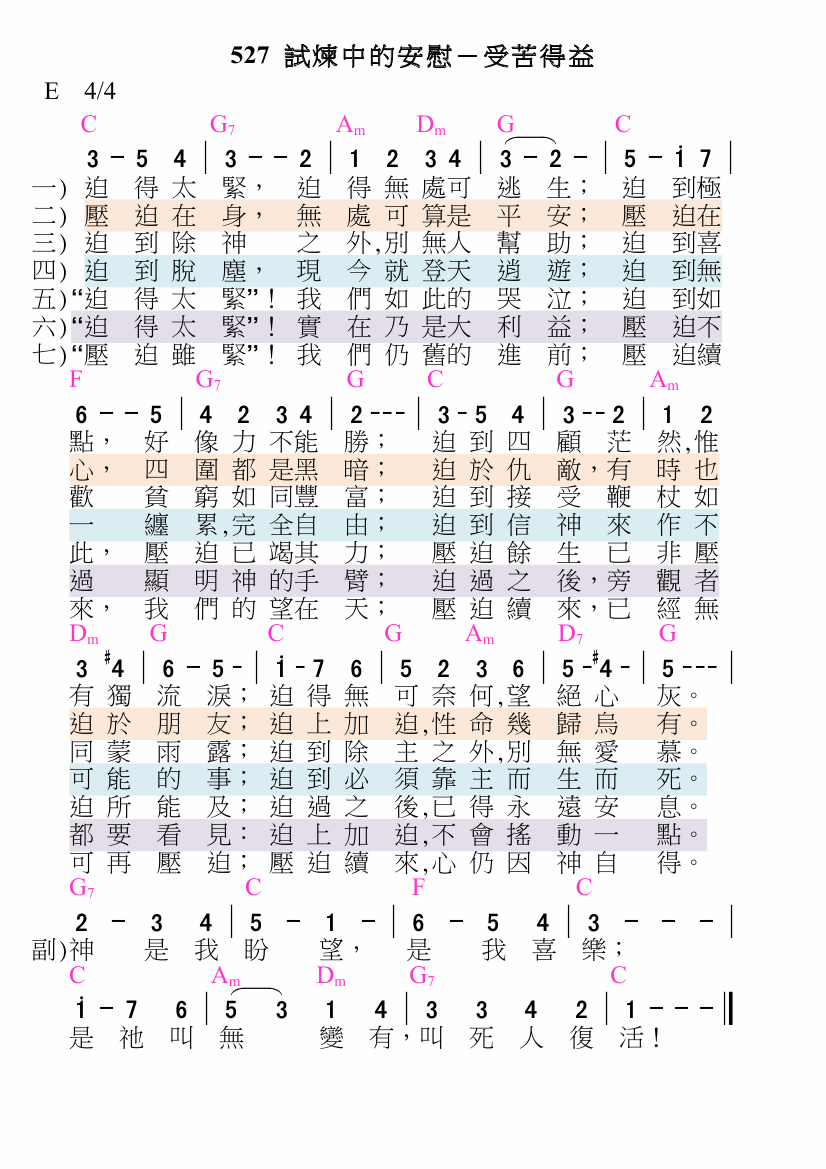 527 試煉中的安慰－受苦得益
E 4/4
C G7 Am Dm G C
3 － 5 4 | 3 － － 2 | 1 2 3 4 | 3 － 2 － | 5 － i 7 |
一) 迫 得 太 緊， 迫 得 無 處可 逃 生； 迫 到極
二) 壓 迫 在 身， 無 處 可 算是 平 安； 壓 迫在
三) 迫 到 除 神 之 外,別 無人 幫 助； 迫 到喜
四) 迫 到 脫 塵， 現 今 就 登天 逍 遊； 迫 到無
五)“迫 得 太 緊”！ 我 們 如 此的 哭 泣； 迫 到如
六)“迫 得 太 緊”！ 實 在 乃 是大 利 益； 壓 迫不
七)“壓 迫 雖 緊”！ 我 們 仍 舊的 進 前； 壓 迫續
F G7 G C G Am
6 － － 5 | 4 2 3 4 | 2 - - - | 3 - 5 4 | 3 - - 2 | 1 2
點， 好 像 力 不能 勝； 迫 到 四 顧 茫 然,惟
心， 四 圍 都 是黑 暗； 迫 於 仇 敵，有 時 也
歡 貧 窮 如 同豐 富； 迫 到 接 受 鞭 杖 如
一 纏 累,完 全自 由； 迫 到 信 神 來 作 不
此， 壓 迫 已 竭其 力； 壓 迫 餘 生 已 非 壓
過 顯 明 神 的手 臂； 迫 過 之 後，旁 觀 者
來， 我 們 的 望在 天； 壓 迫 續 來，已 經 無
Dm G C G Am D7 G
3 #4 | 6 － 5 - | i - 7 6 | 5 2 3 6 | 5 - #4 - | 5 - - - |
有 獨 流 淚； 迫 得 無 可 奈 何,望 絕 心 灰。
迫 於 朋 友； 迫 上 加 迫,性 命 幾 歸 烏 有。
同 蒙 雨 露； 迫 到 除 主 之 外,別 無 愛 慕。
可 能 的 事； 迫 到 必 須 靠 主 而 生 而 死。
迫 所 能 及； 迫 過 之 後,已 得 永 遠 安 息。
都 要 看 見： 迫 上 加 迫,不 會 搖 動 一 點。
可 再 壓 迫； 壓 迫 續 來,心 仍 因 神 自 得。
G7 C F C
2 － 3 4 | 5 － 1 － | 6 － 5 4 | 3 － － － |
副)神 是 我 盼 望， 是 我 喜 樂；
C Am Dm G7 C
i － 7 6 | 5 3 1 4 | 3 3 4 2 | 1 － － － ||
是 祂 叫 無 變 有，叫 死 人 復 活！